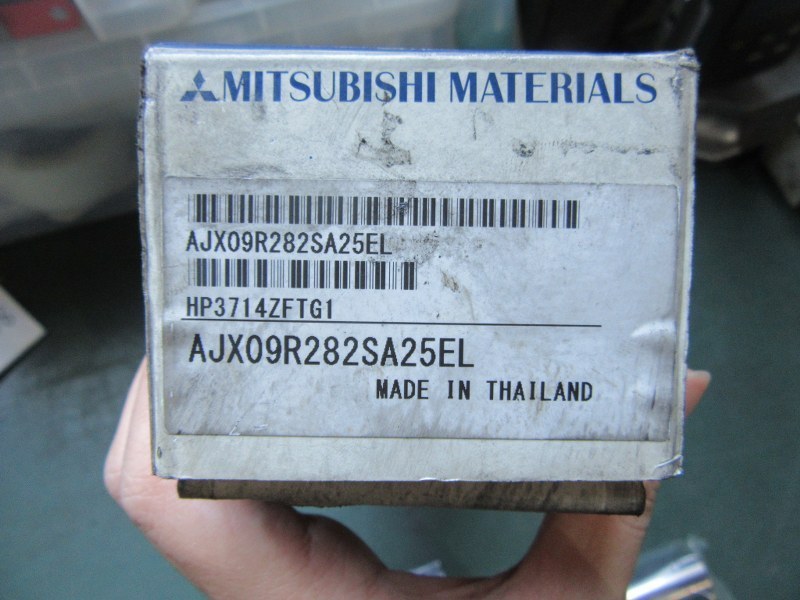 MITSUBISHI MATERIALS
AJX09R282SA25EL
HP3714ZFTG1
AJX09R282SA25EL
MADE IN THAILAND